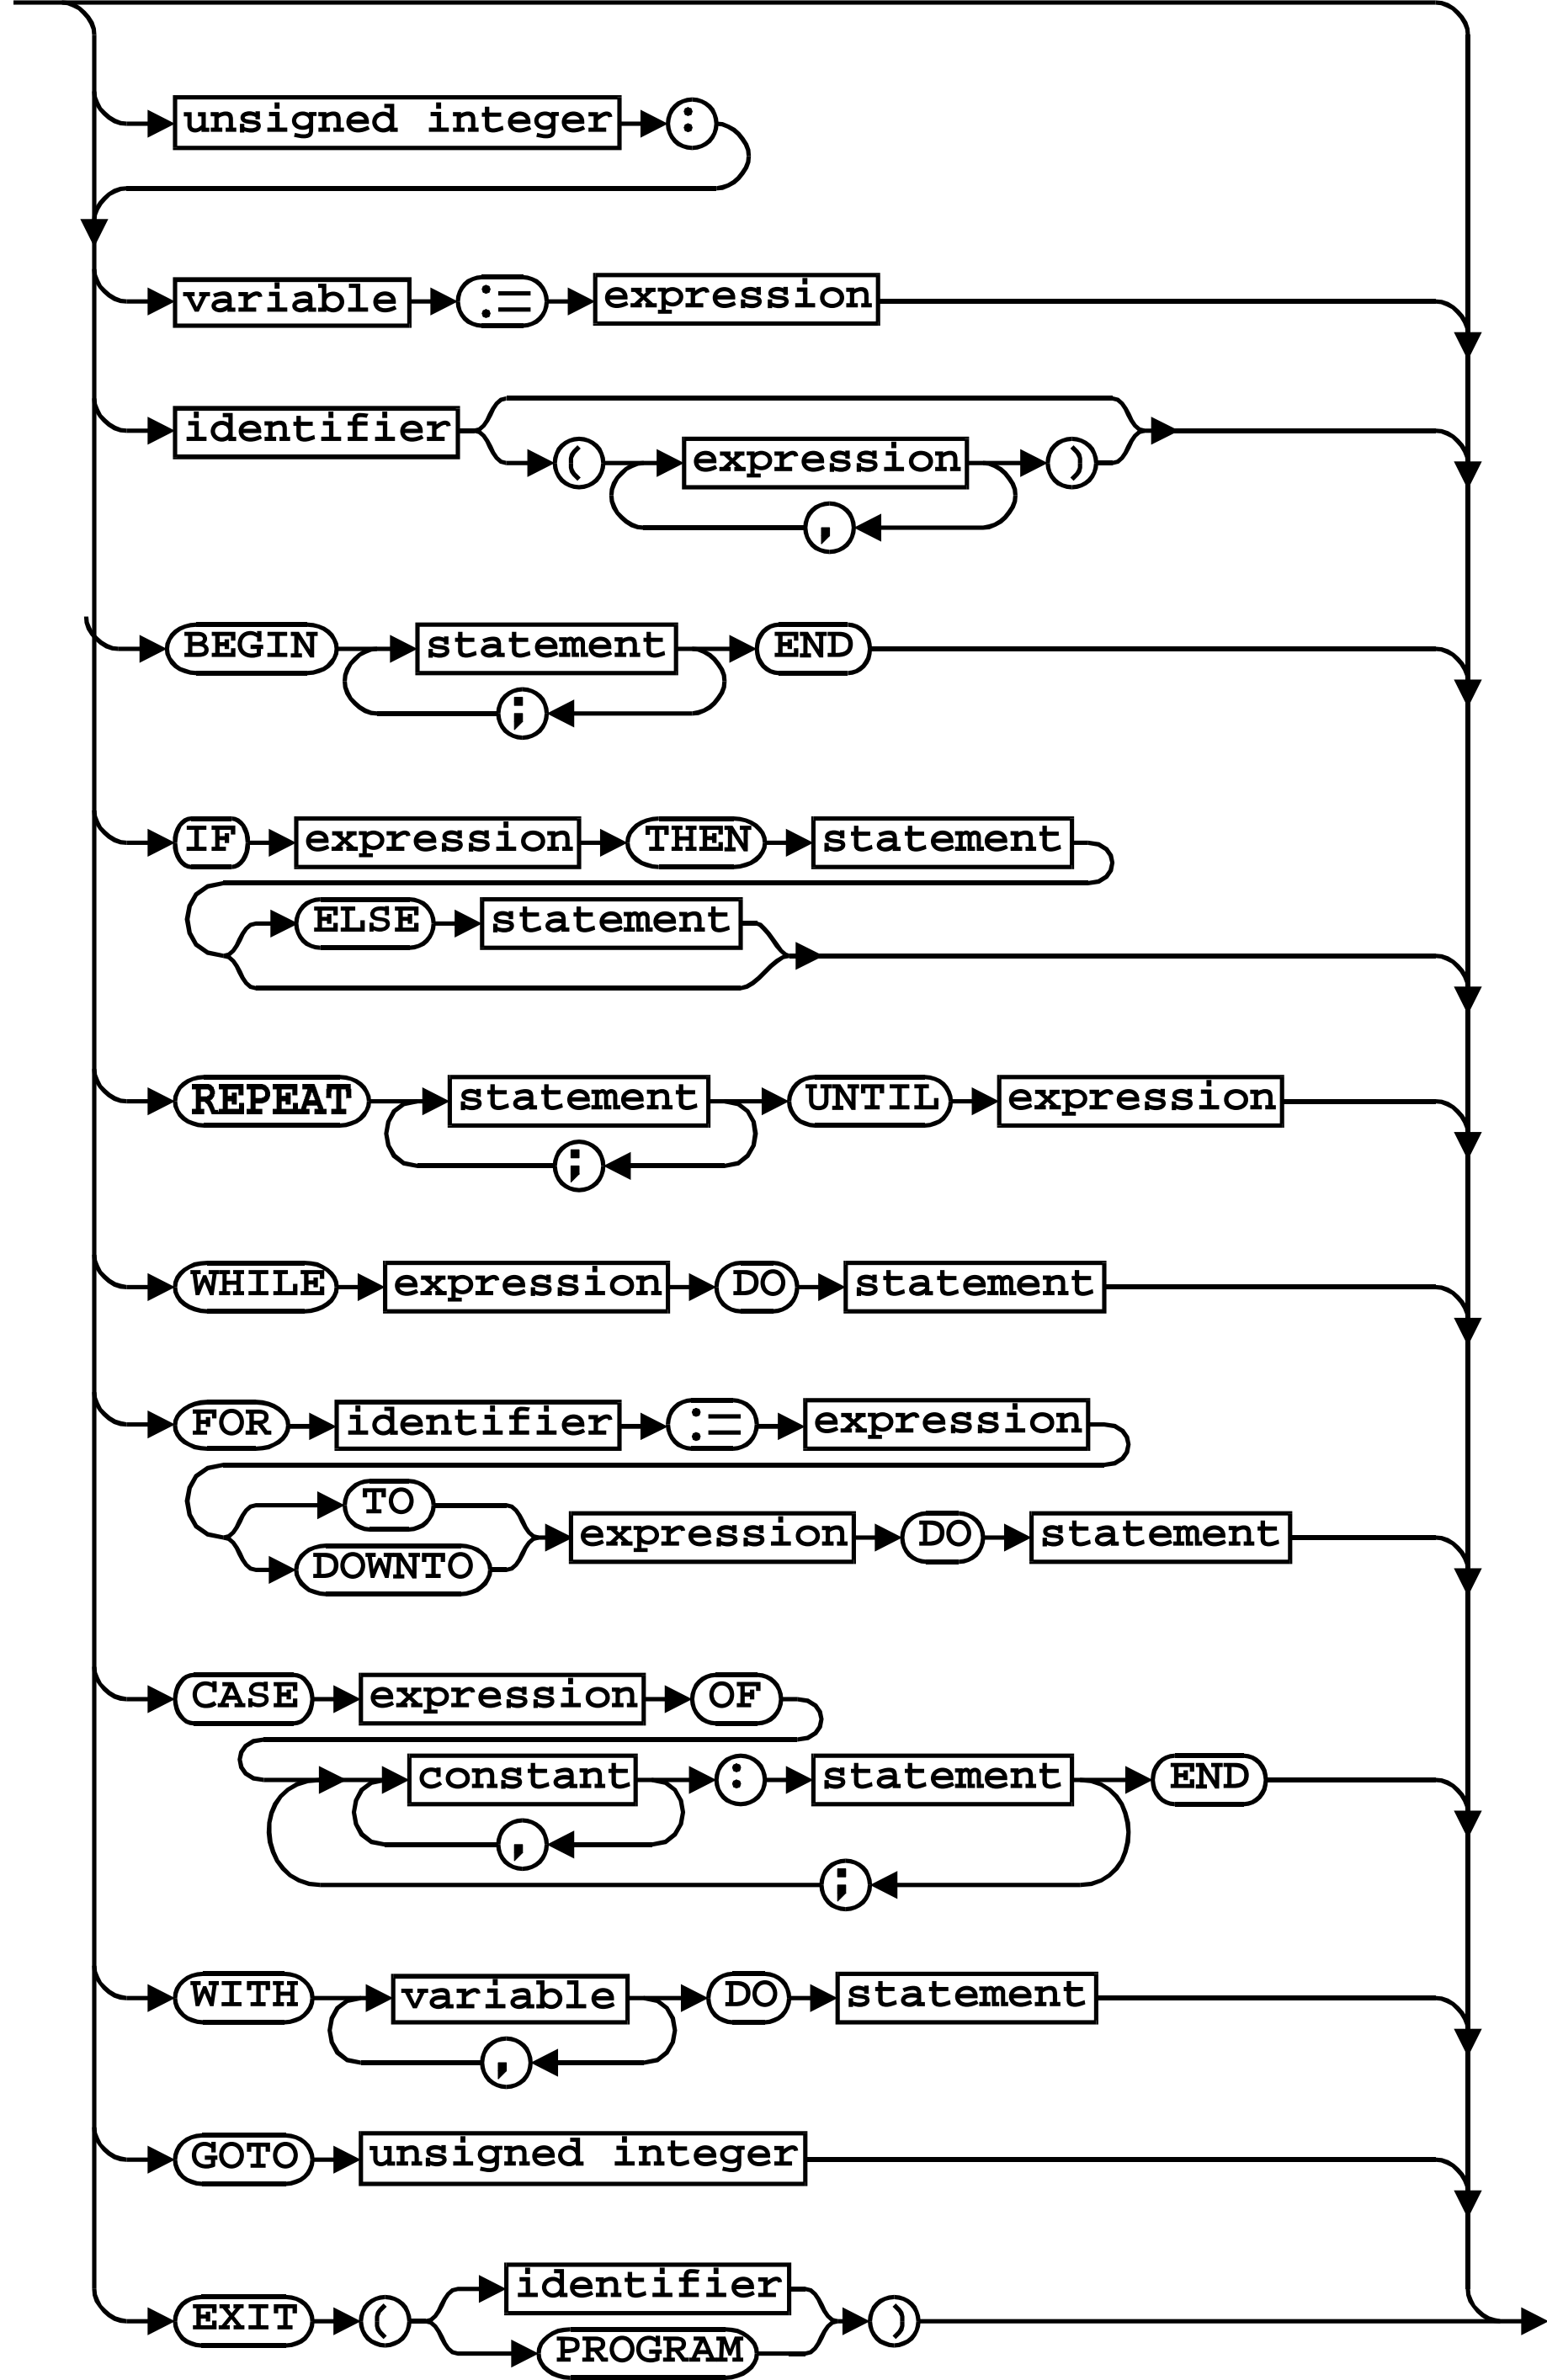 unsigned integer :
variable := expression
identifier ( expression )
,
BEGIN statement END
;
IF expression THEN statement
ELSE statement
REPEAT statement UNTIL expression
;
WHILE expression DO statement
FOR identifier := expression
TO
expression DO statement
DOWNTO
CASE expression OF
constant : statement END
,
;
WITH variable DO statement
,
GOTO unsigned integer
identifier
EXIT ( )
PROGRAM